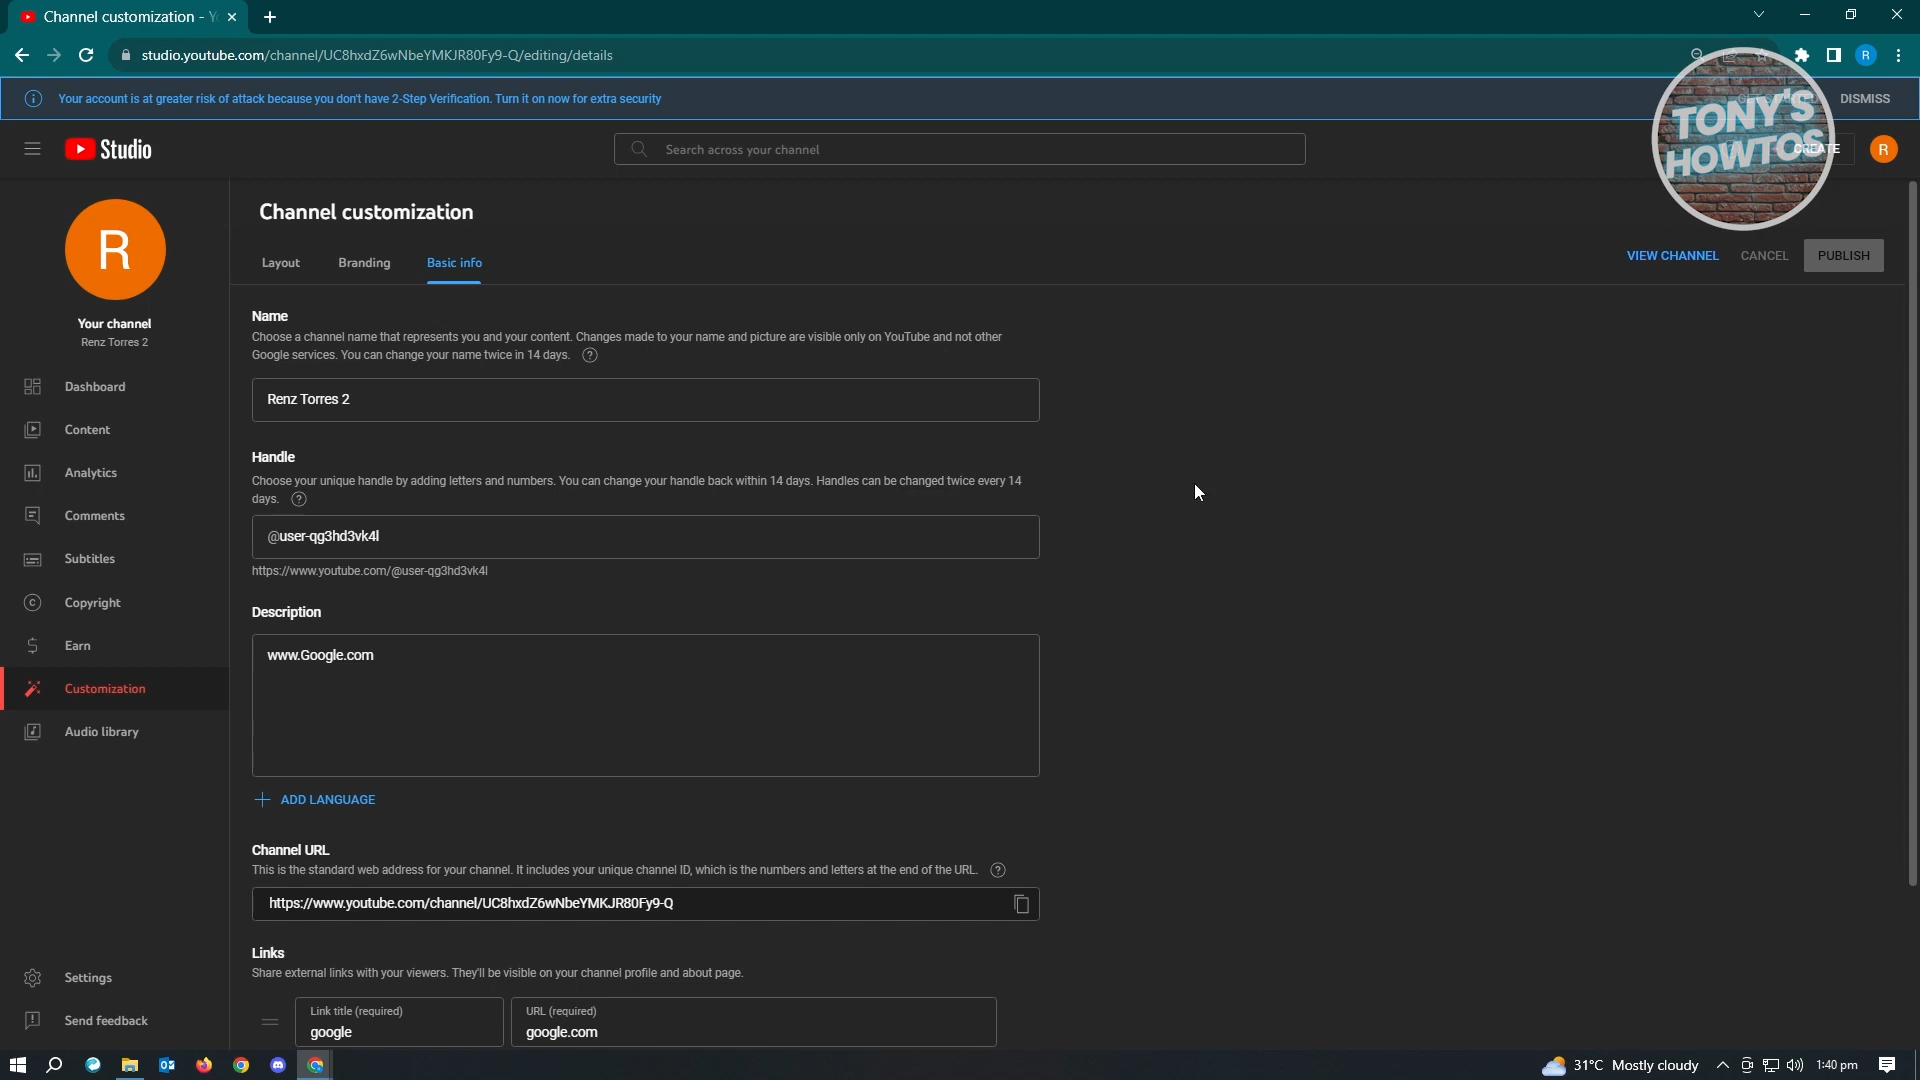 Channel customization - Y
studio.youtube.com/channel/UC8hxdZ6wNbeYMKJR80Fy9-Q/editing/details
R
Your account is at greater risk of attack because you don't have 2-Step Verification. Turn it on now for extra security
DISMISS
TONY'S
HOWTOS
Studio
Search across your channel
CREATE
R
R
Your channel
Renz Torres 2
Dashboard
Content
Analytics
Comments
Subtitles
Copyright
Earn
Customization
Audio library
Settings
Send feedback
Channel customization
Layout
Branding
Basic info
VIEW CHANNEL
CANCEL
PUBLISH
Name
Choose a channel name that represents you and your content. Changes made to your name and picture are visible only on YouTube and not other
Google services. You can change your name twice in 14 days.
Renz Torres 2
Handle
Choose your unique handle by adding letters and numbers. You can change your handle back within 14 days. Handles can be changed twice every 14
days.
@user-qg3hd3vk4l
https://www.youtube.com/@user-qg3hd3vk4l
Description
www.Google.com
ADD LANGUAGE
Channel URL
This is the standard web address for your channel. It includes your unique channel ID, which is the numbers and letters at the end of the URL.
https://www.youtube.com/channel/UC8hxdZ6wNbeYMKJR80Fy9-Q
Links
Share external links with your viewers. They'll be visible on your channel profile and about page.
Link title (required)
google
URL (required)
google.com
31°C Mostly cloudy
1:40 pm